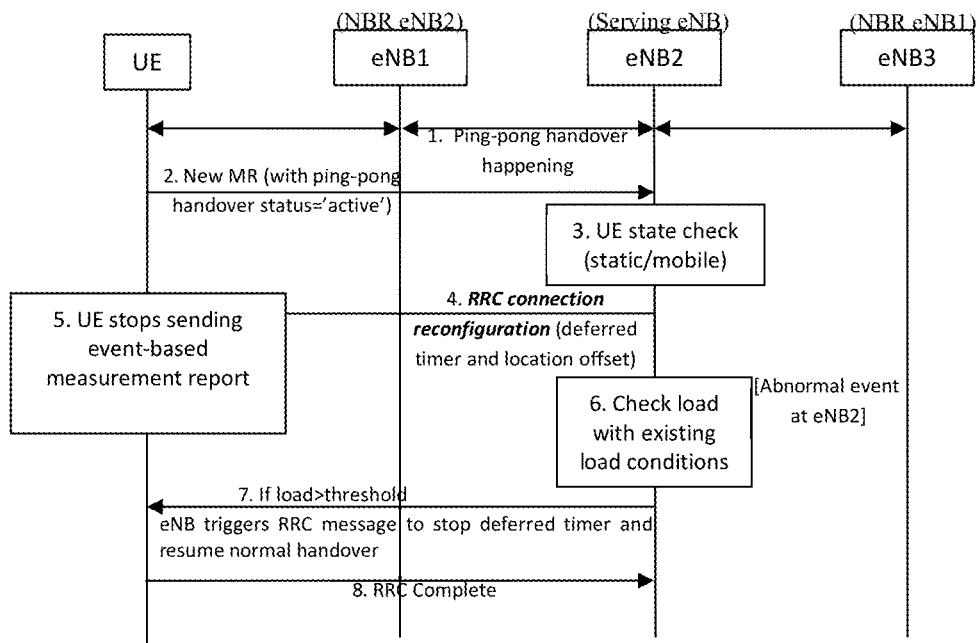 (NBR eNB2)
(Serving eNB)
(NBR eNB1)
UE
eNB1
eNB2
eNB3
1. Ping-pong handover
happening
2. New MR (with ping-pong
handover status='active')
3. UE state check
(static/mobile)
4. RRC connection
reconfiguration (deferred
timer and location offset)
5. UE stops sending
event-based
measurement report
6. Check load
with existing
load conditions
[Abnormal event
at eNB2]
7. If load>threshold
eNB triggers RRC message to stop deferred timer and
resume normal handover
8. RRC Complete